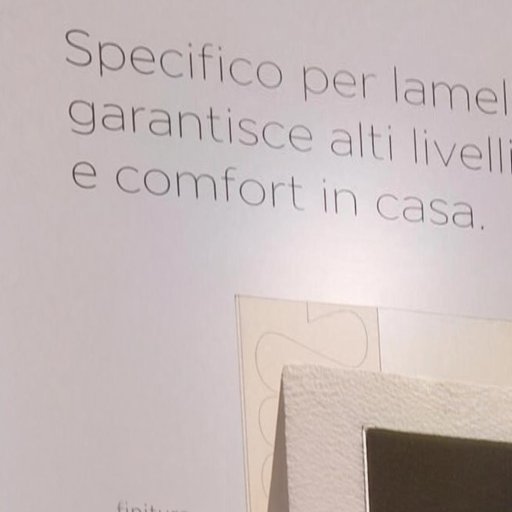 Specifico per lamel
garantisce alti livelli
e comfort in casa.